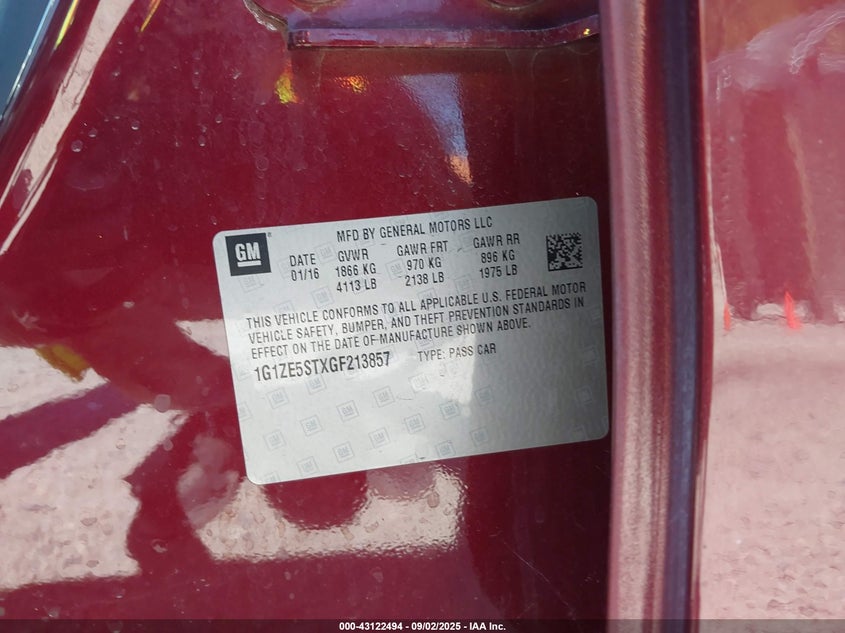 GM
MFD BY GENERAL MOTORS LLC
DATE GVWR GAWR FRT GAWR RR
01/16 1866 KG 970 KG 896 KG
4113 LB 2138 LB 1975 LB
THIS VEHICLE CONFORMS TO ALL APPLICABLE U.S. FEDERAL MOTOR
VEHICLE SAFETY, BUMPER, AND THEFT PREVENTION STANDARDS IN
EFFECT ON THE DATE OF MANUFACTURE SHOWN ABOVE.
1G1ZE5STXGF213857 TYPE: PASS CAR
000-43122494 - 09/02/2025 - IAA Inc.